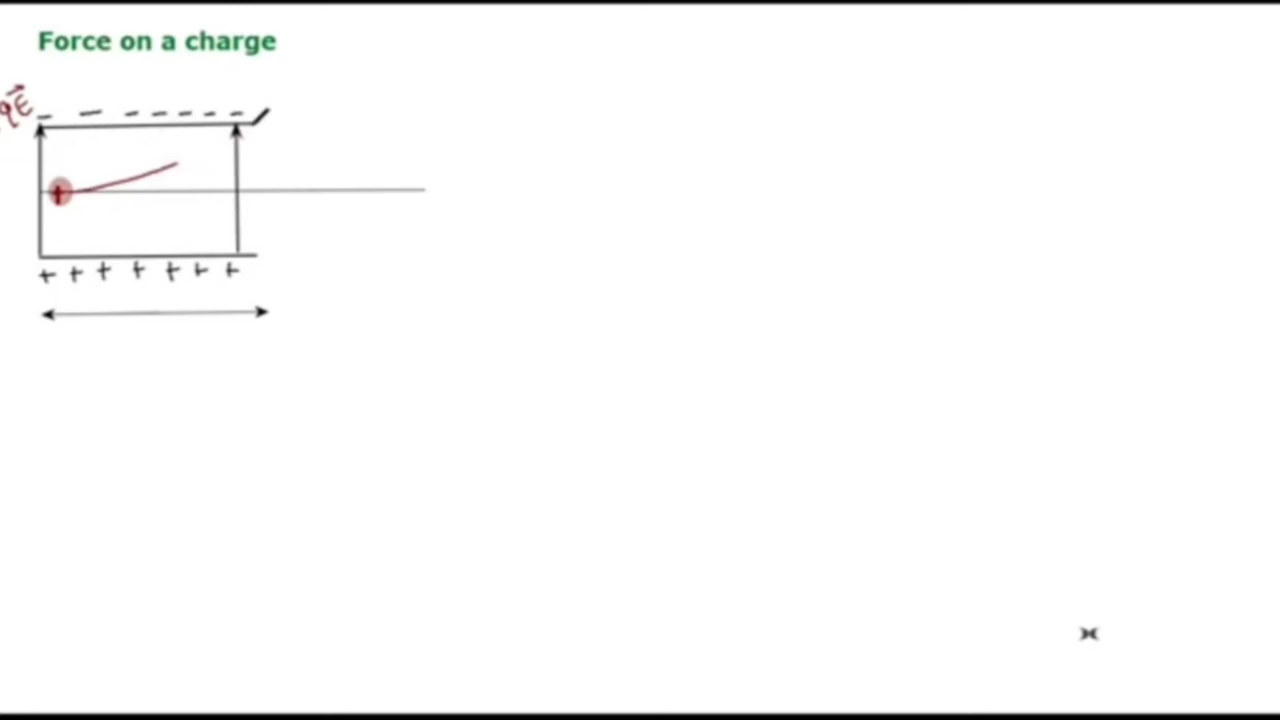 Force on a charge
qE⃗
- - - - - - - -
+
+ + + + + + +